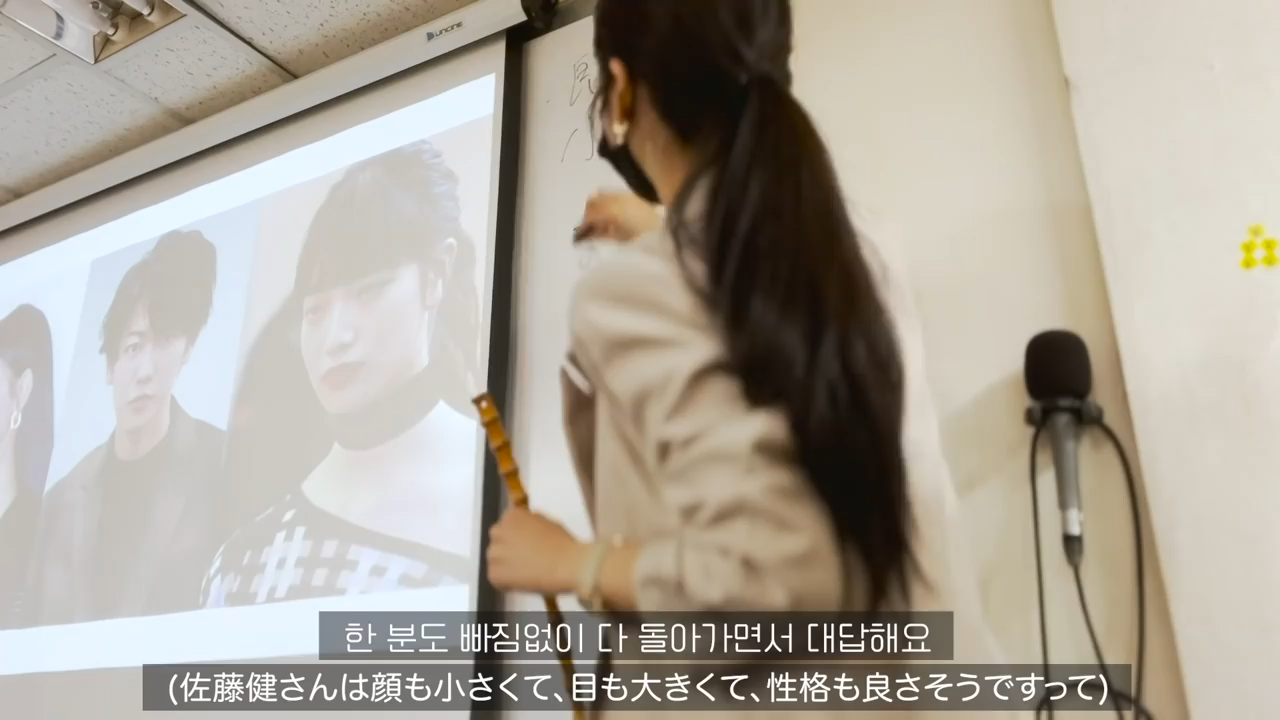 UNCINE
한 분도 빠짐없이 다 돌아가면서 대답해요
(佐藤健さんは顔も小さくて、目も大きくて、性格も良さそうですって)